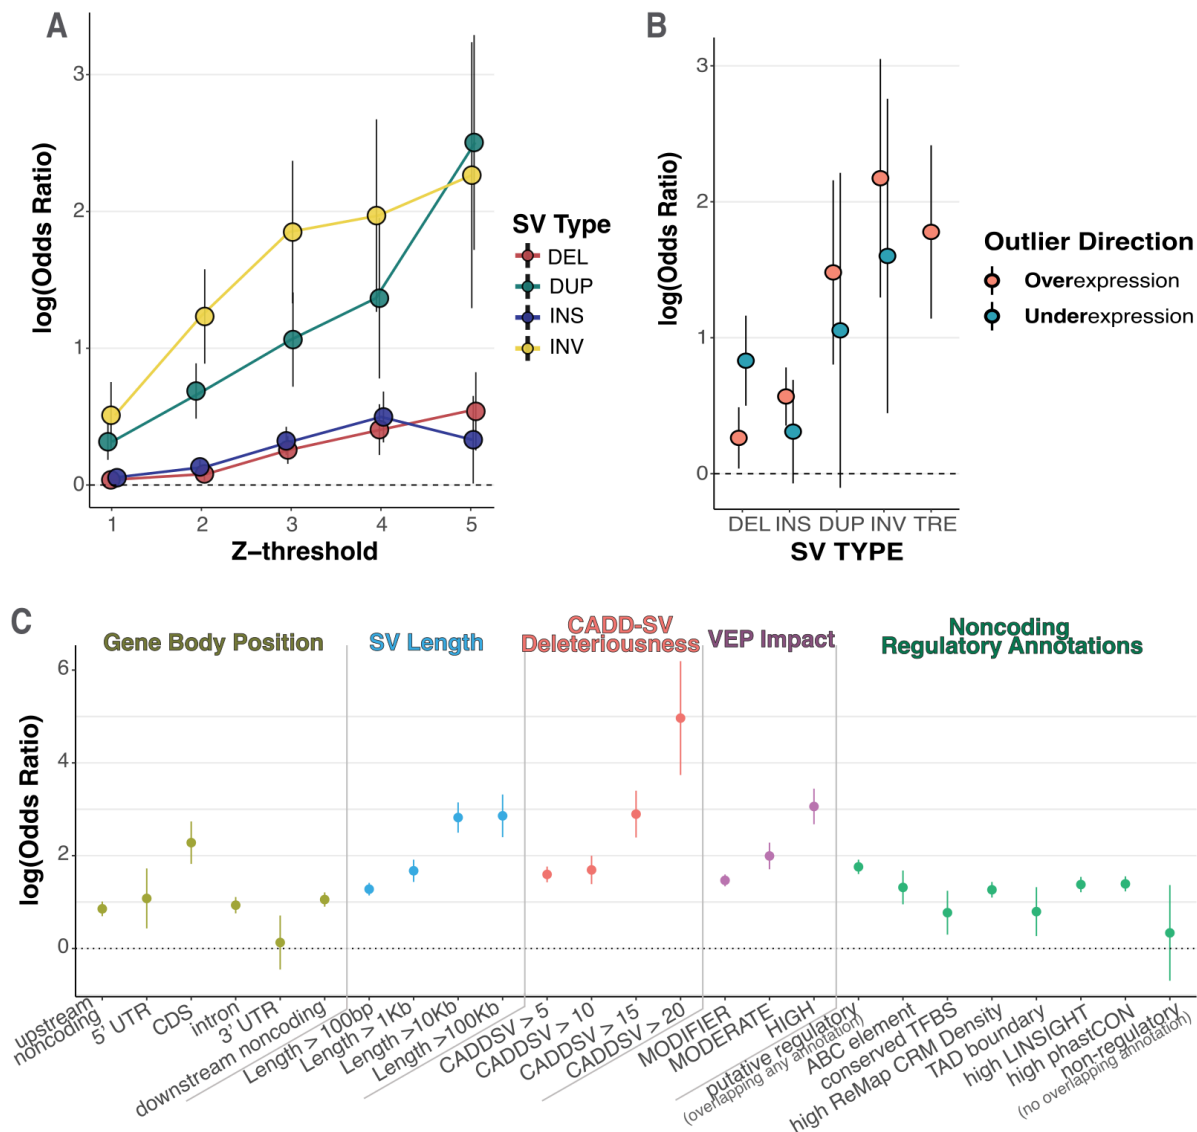 A
log(Odds Ratio)
3
2
1
0
1 2 3 4 5
Z−threshold
SV Type
DEL
DUP
INS
INV
B
log(Odds Ratio)
3
2
1
0
DEL INS DUP INV TRE
SV TYPE
Outlier Direction
Overexpression
Underexpression
C
Gene Body Position
SV Length
CADD-SV
Deleteriousness
VEP Impact
Noncoding
Regulatory Annotations
log(Odds Ratio)
6
4
2
0
upstream
noncoding
5' UTR
CDS
intron
3' UTR
downstream noncoding
Length > 100bp
Length > 1Kb
Length >10Kb
Length >100Kb
CADDSV > 5
CADDSV > 10
CADDSV > 15
CADDSV > 20
MODIFIER
MODERATE
HIGH
putative regulatory
(overlapping any annotation)
ABC element
conserved TFBS
high ReMap CRM Density
TAD boundary
high LINSIGHT
high phastCON
non-regulatory
(no overlapping annotation)